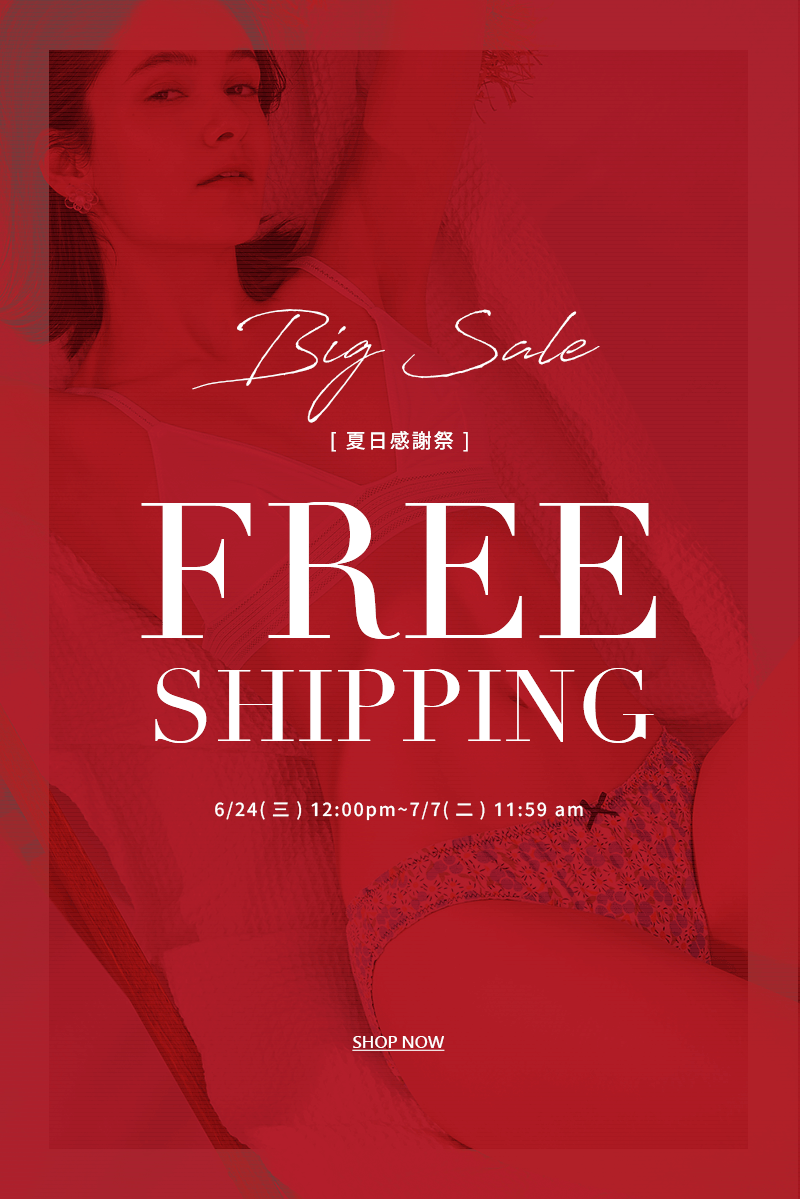 Big Sale
[ 夏日感謝祭 ]
FREE
SHIPPING
6/24( 三 ) 12:00pm~7/7( 二 ) 11:59 am
SHOP NOW